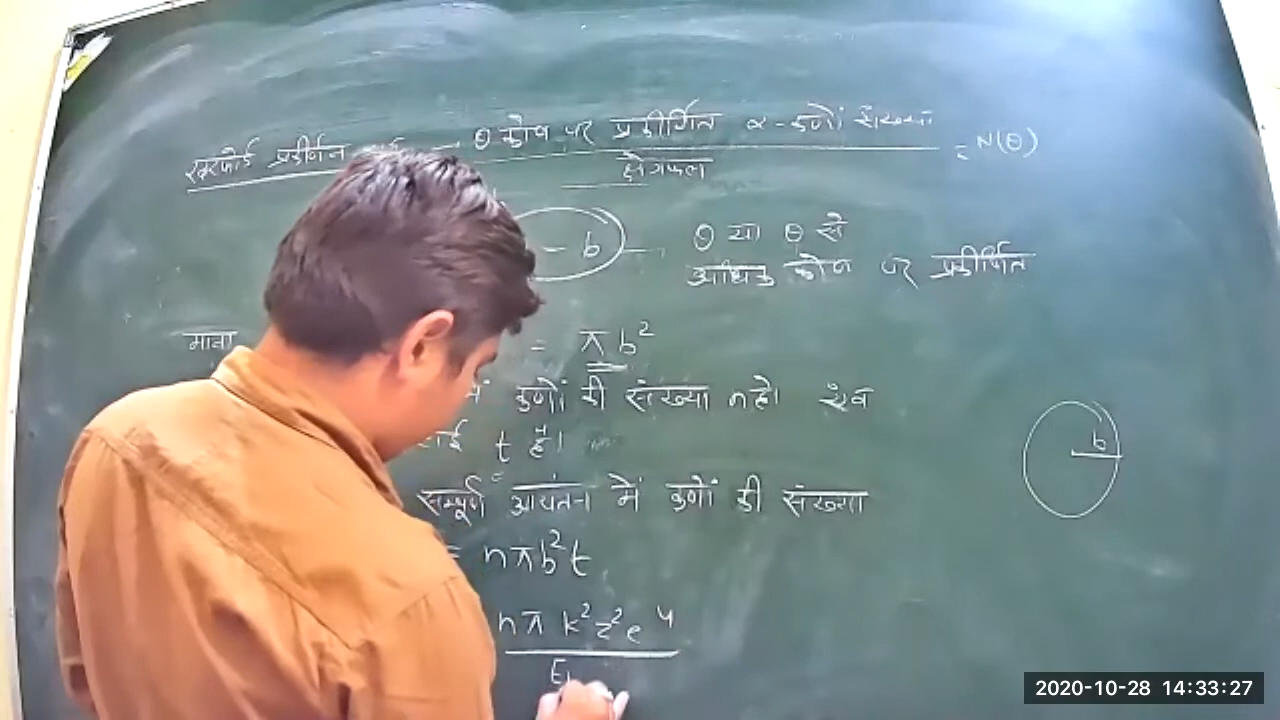 रदरफोर्ड प्रकीर्णन θ कोण पर प्रकीर्णित α-कणों संख्या = N(θ)
क्षेत्रफल
b θ या θ से
अधिक कोण पर प्रकीर्णित
माना = πb²
में कणों की संख्या n है। एवं
t है। b
सम्पूर्ण आयतन में कणों की संख्या
= nπb²t
nπ k²z²e⁴
2020-10-28 14:33:27